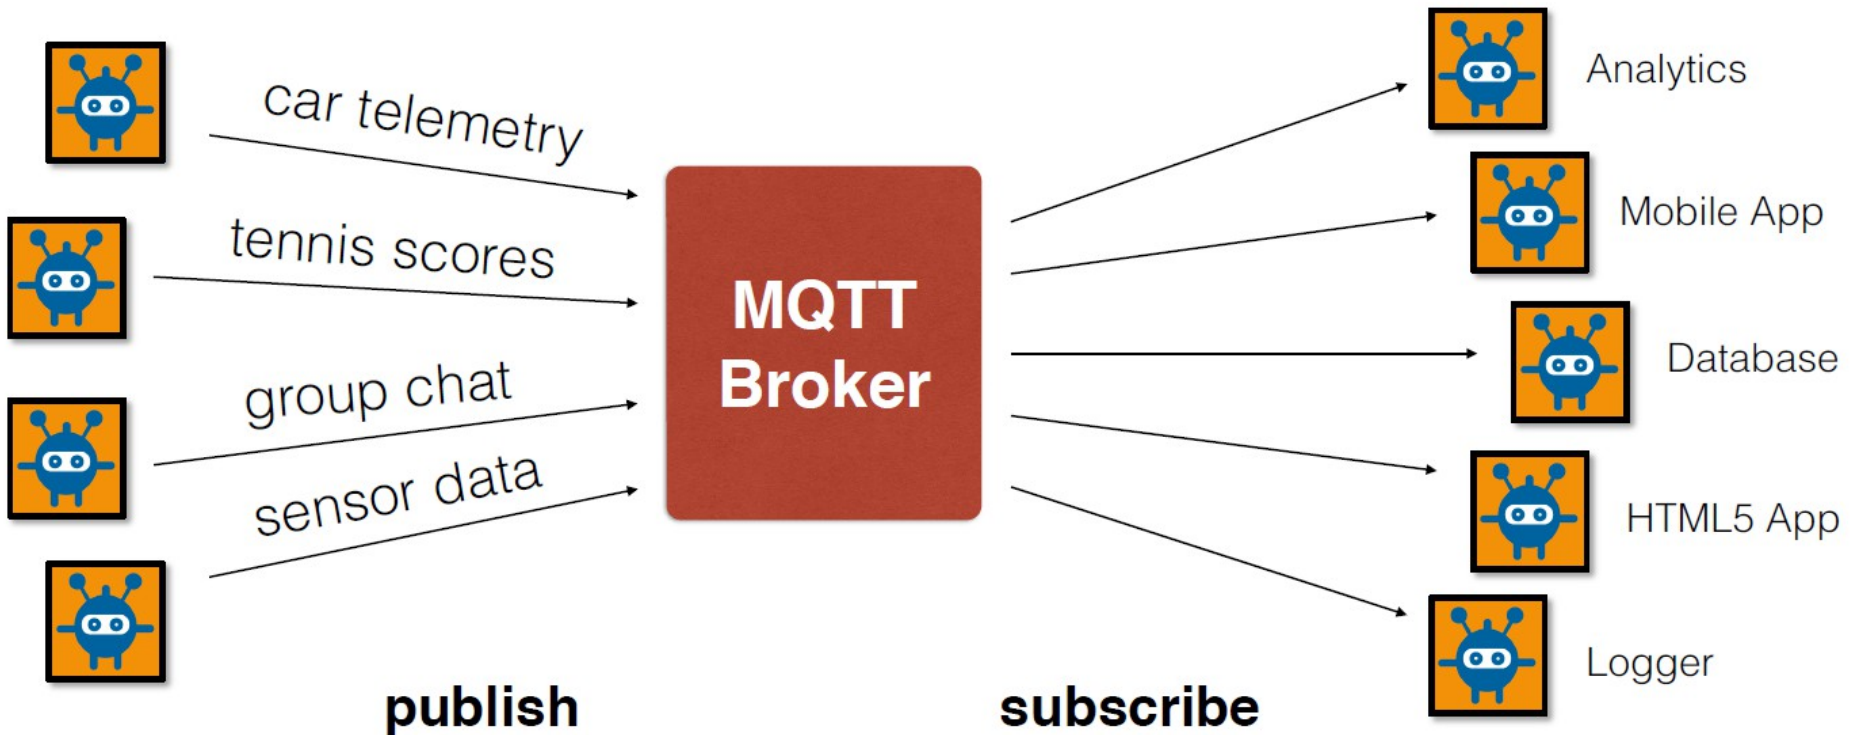 car telemetry
tennis scores
group chat
sensor data
publish
MQTT
Broker
subscribe
Analytics
Mobile App
Database
HTML5 App
Logger